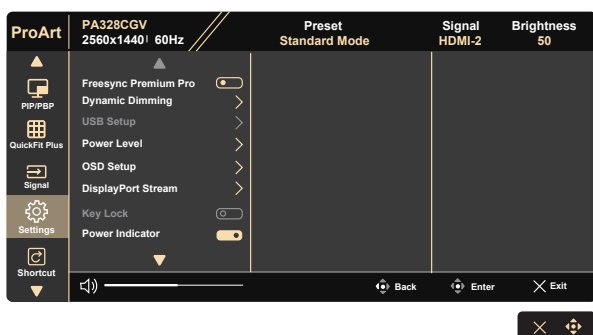 ProArt
PA328CGV
2560x1440 60Hz
Preset
Standard Mode
Signal
HDMI-2
Brightness
50
PIP/PBP
QuickFit Plus
Signal
Settings
Shortcut
Freesync Premium Pro
Dynamic Dimming
USB Setup
Power Level
OSD Setup
DisplayPort Stream
Key Lock
Power Indicator
Back
Enter
Exit